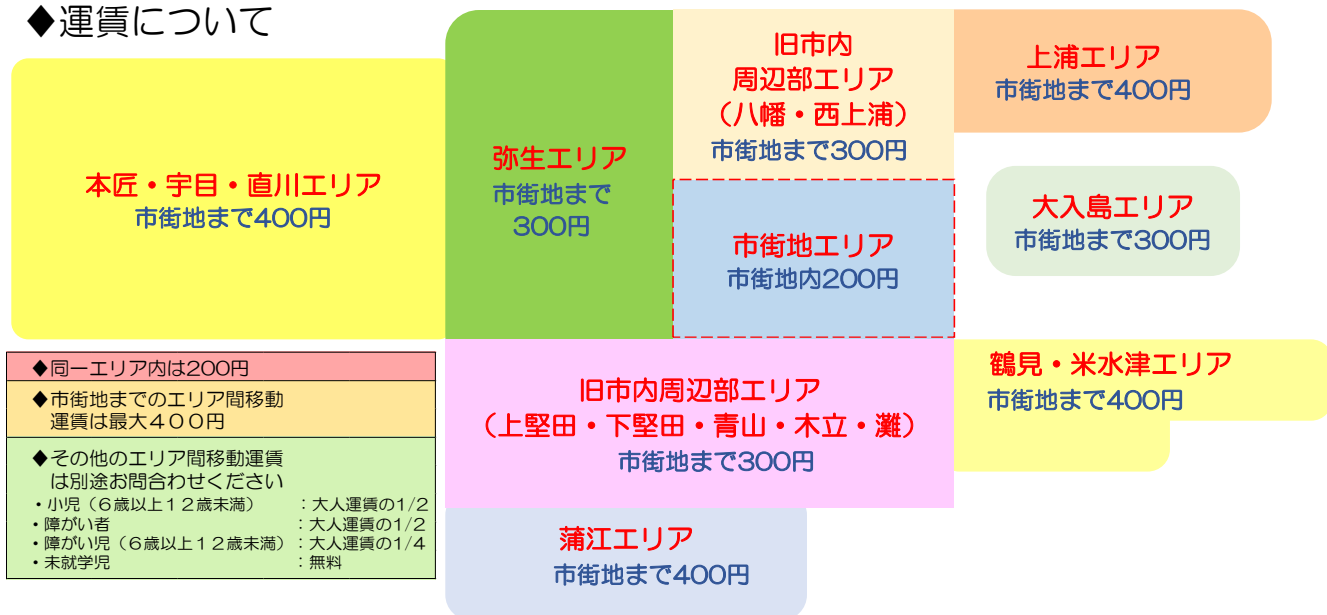 ◆運賃について
本匠・宇目・直川エリア
市街地まで400円
弥生エリア
市街地まで
300円
旧市内
周辺部エリア
（八幡・西上浦）
市街地まで300円
上浦エリア
市街地まで400円
市街地エリア
市街地内200円
大入島エリア
市街地まで300円
旧市内周辺部エリア
（上堅田・下堅田・青山・木立・灘）
市街地まで300円
鶴見・米水津エリア
市街地まで400円
蒲江エリア
市街地まで400円
◆同一エリア内は200円
◆市街地までのエリア間移動
運賃は最大４００円
◆その他のエリア間移動運賃
は別途お問合わせください
・小児（６歳以上１２歳未満）　：大人運賃の1/2
・障がい者　：大人運賃の1/2
・障がい児（６歳以上１２歳未満）：大人運賃の1/4
・未就学児　：無料